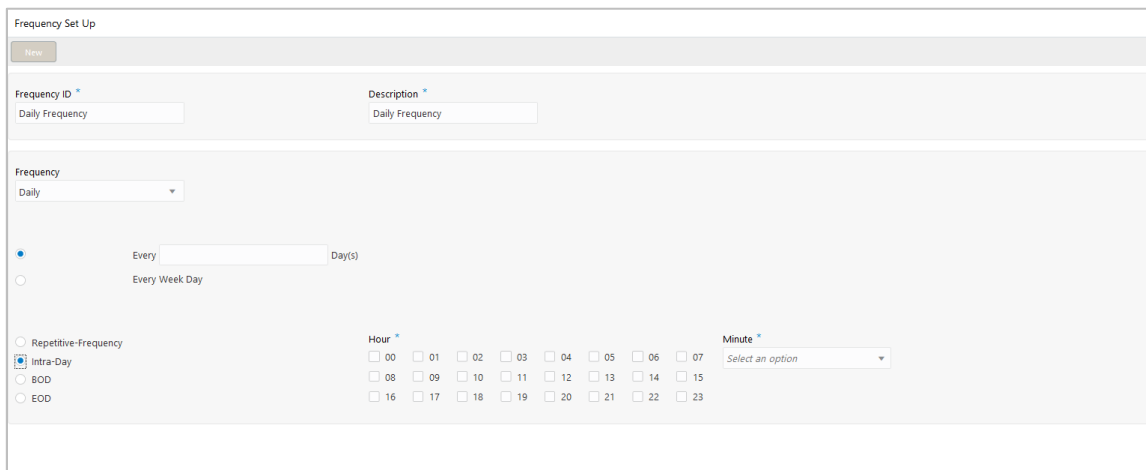 Frequency Set Up
New
Frequency ID * Description *
Daily Frequency Daily Frequency
Frequency
Daily
Every Day(s)
Every Week Day
Repetitive-Frequency Hour * Minute *
Intra-Day 00 01 02 03 04 05 06 07 Select an option
BOD 08 09 10 11 12 13 14 15
EOD 16 17 18 19 20 21 22 23